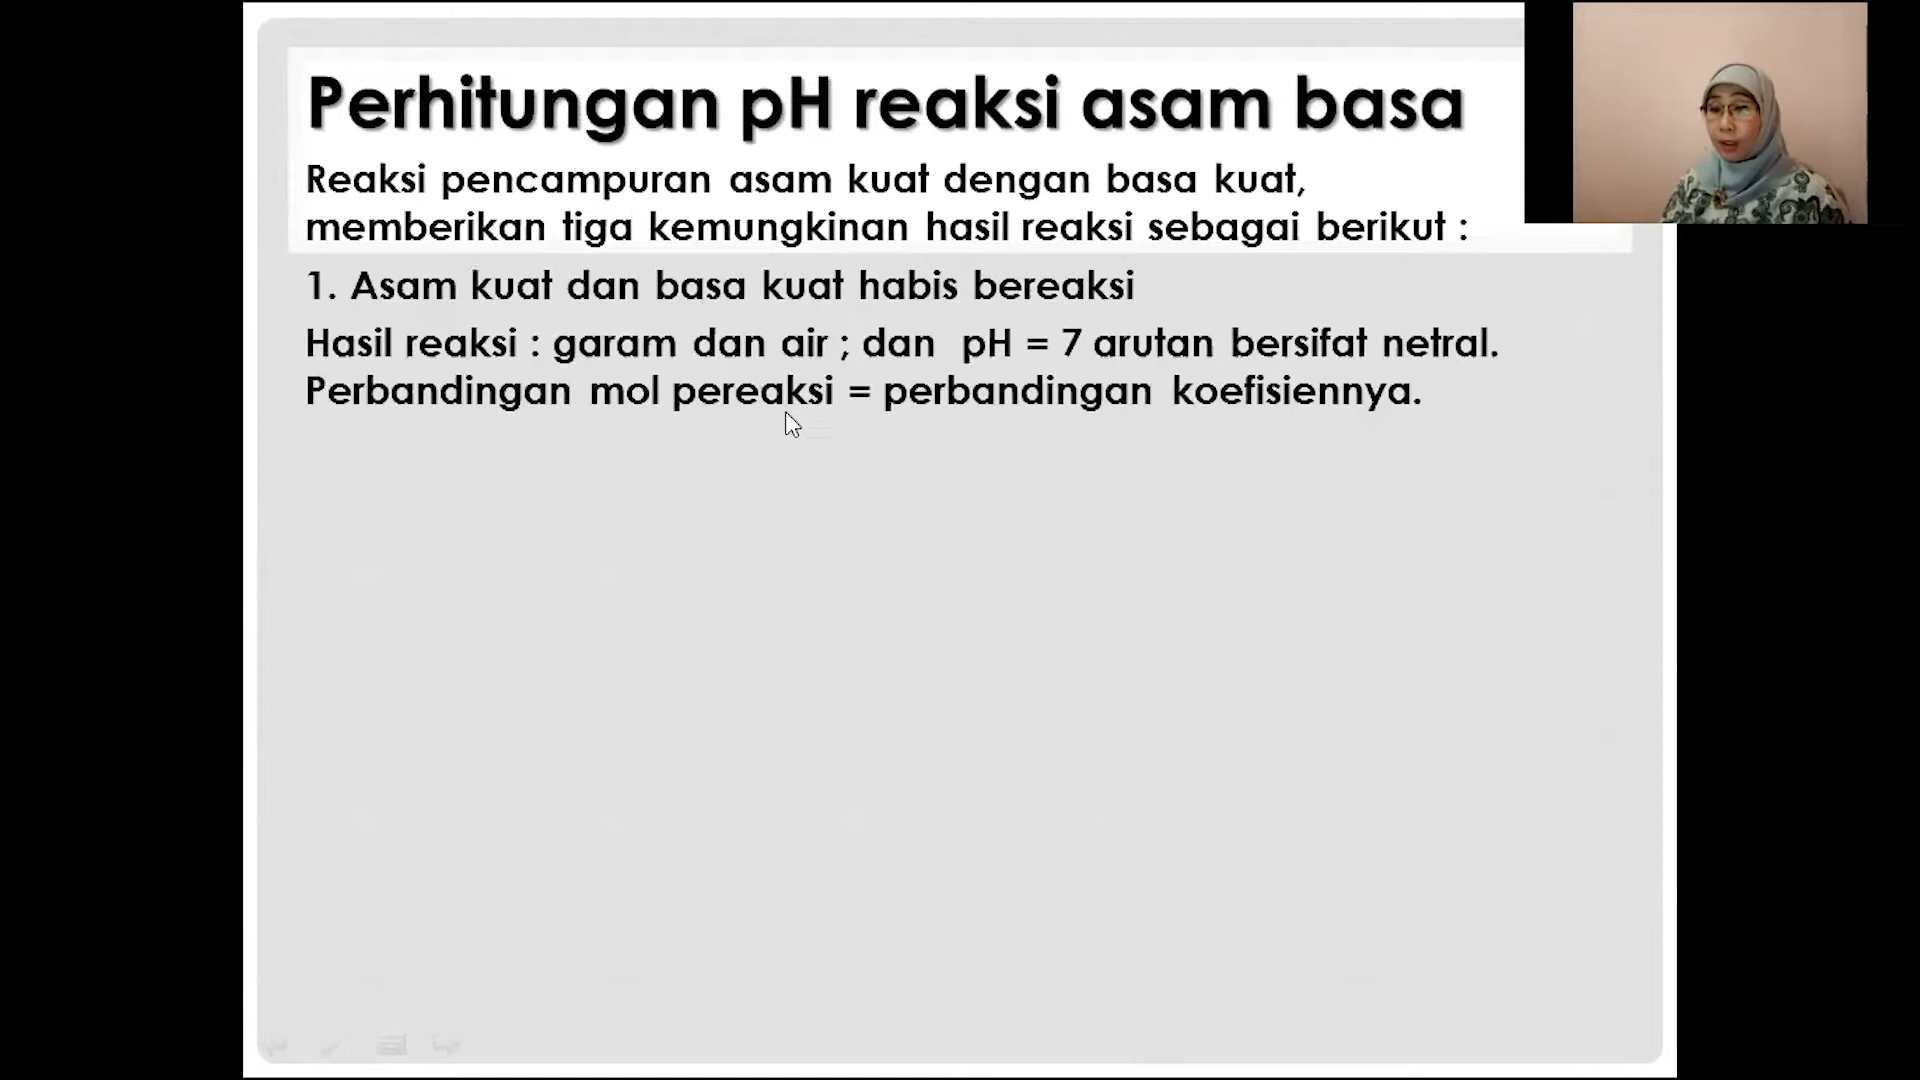 Perhitungan pH reaksi asam basa
Reaksi pencampuran asam kuat dengan basa kuat,
memberikan tiga kemungkinan hasil reaksi sebagai berikut :
1. Asam kuat dan basa kuat habis bereaksi
Hasil reaksi : garam dan air ; dan pH = 7 arutan bersifat netral.
Perbandingan mol pereaksi = perbandingan koefisiennya.